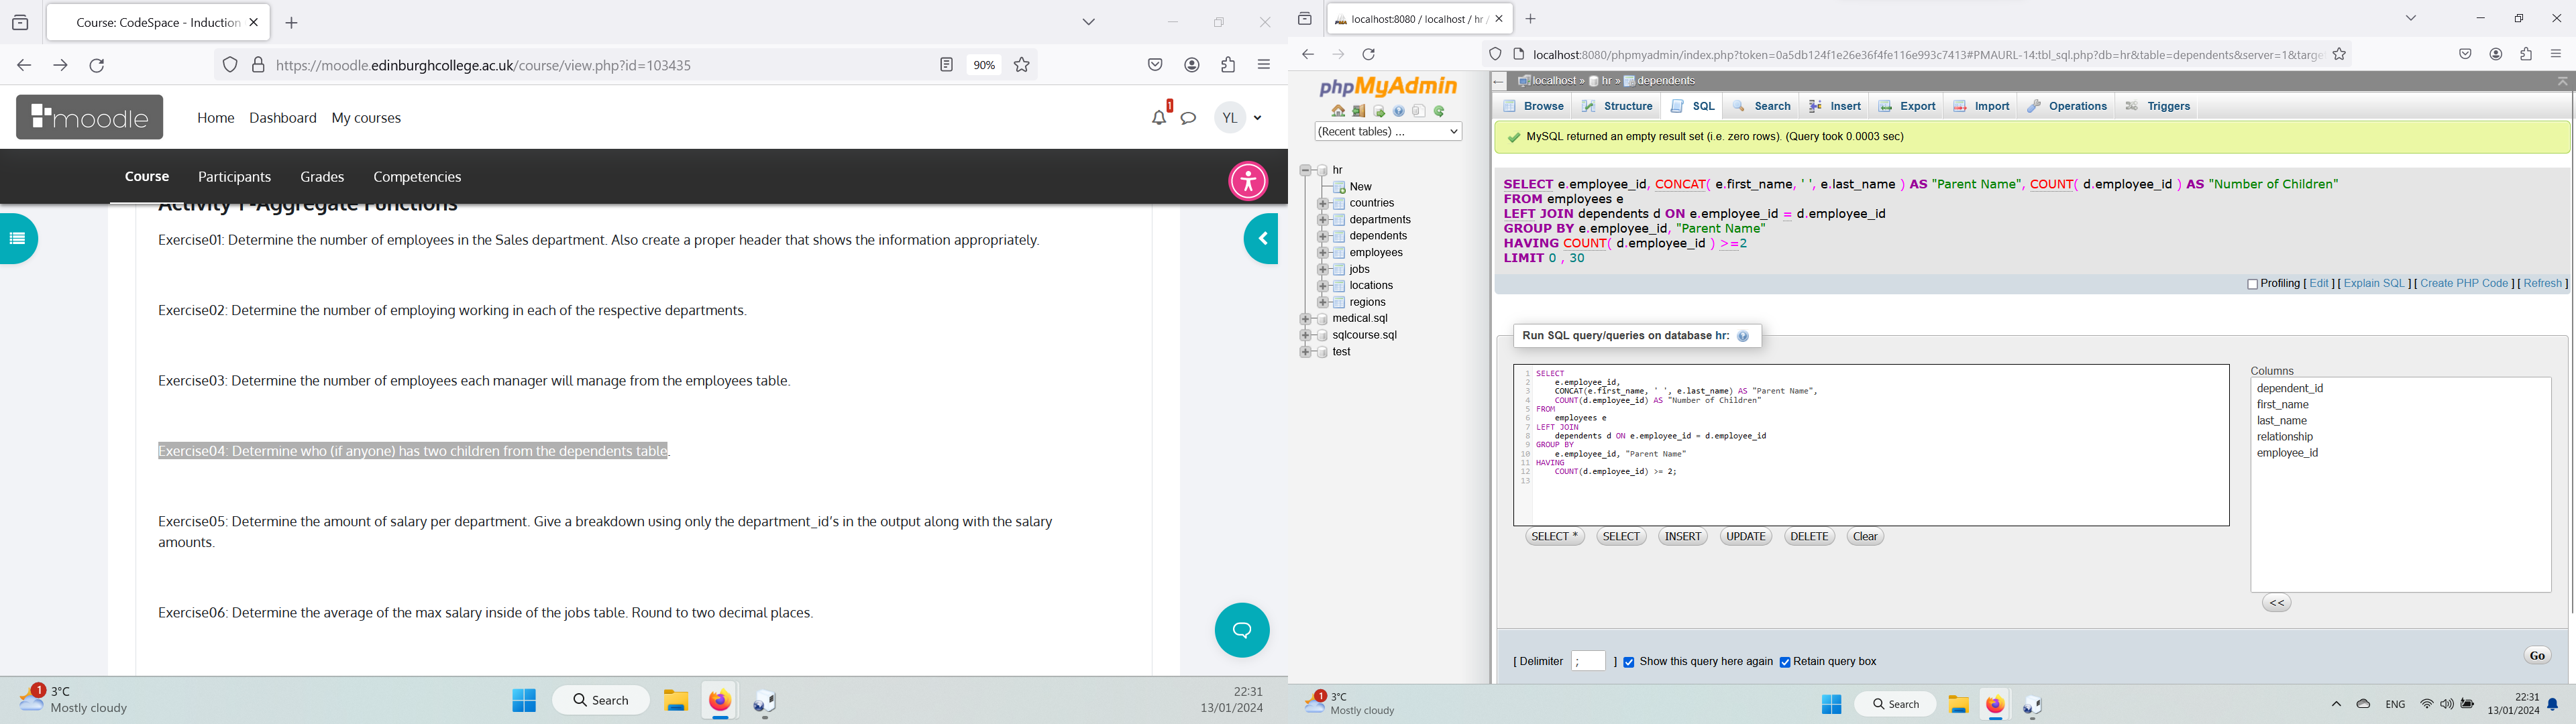 Course: CodeSpace - Induction
https://moodle.edinburghcollege.ac.uk/course/view.php?id=103435
90%
moodle
Home
Dashboard
My courses
1
YL
Course
Participants
Grades
Competencies
Activity 1-Aggregate Functions
Exercise01: Determine the number of employees in the Sales department. Also create a proper header that shows the information appropriately.
Exercise02: Determine the number of employing working in each of the respective departments.
Exercise03: Determine the number of employees each manager will manage from the employees table.
Exercise04: Determine who (if anyone) has two children from the dependents table.
Exercise05: Determine the amount of salary per department. Give a breakdown using only the department_id's in the output along with the salary
amounts.
Exercise06: Determine the average of the max salary inside of the jobs table. Round to two decimal places.
1
3°C
Mostly cloudy
Search
22:31
13/01/2024
localhost:8080 / localhost / hr /
localhost:8080/phpmyadmin/index.php?token=0a5db124f1e26e36f4fe116e993c7413#PMAURL-14:tbl_sql.php?db=hr&table=dependents&server=1&targe
phpMyAdmin
(Recent tables) ...
hr
New
countries
departments
dependents
employees
jobs
locations
regions
medical.sql
sqlcourse.sql
test
localhost » hr » dependents
Browse
Structure
SQL
Search
Insert
Export
Import
Operations
Triggers
MySQL returned an empty result set (i.e. zero rows). (Query took 0.0003 sec)
SELECT e.employee_id, CONCAT( e.first_name, ' ', e.last_name ) AS "Parent Name", COUNT( d.employee_id ) AS "Number of Children"
FROM employees e
LEFT JOIN dependents d ON e.employee_id = d.employee_id
GROUP BY e.employee_id, "Parent Name"
HAVING COUNT( d.employee_id ) >=2
LIMIT 0 , 30
Profiling [ Edit ] [ Explain SQL ] [ Create PHP Code ] [ Refresh ]
Run SQL query/queries on database hr:
1 SELECT
2 e.employee_id,
3 CONCAT(e.first_name, ' ', e.last_name) AS "Parent Name",
4 COUNT(d.employee_id) AS "Number of Children"
5 FROM
6 employees e
7 LEFT JOIN
8 dependents d ON e.employee_id = d.employee_id
9 GROUP BY
10 e.employee_id, "Parent Name"
11 HAVING
12 COUNT(d.employee_id) >= 2;
13
Columns
dependent_id
first_name
last_name
relationship
employee_id
<<
SELECT *
SELECT
INSERT
UPDATE
DELETE
Clear
[ Delimiter ; ] Show this query here again Retain query box
Go
1
3°C
Mostly cloudy
Search
ENG
22:31
13/01/2024